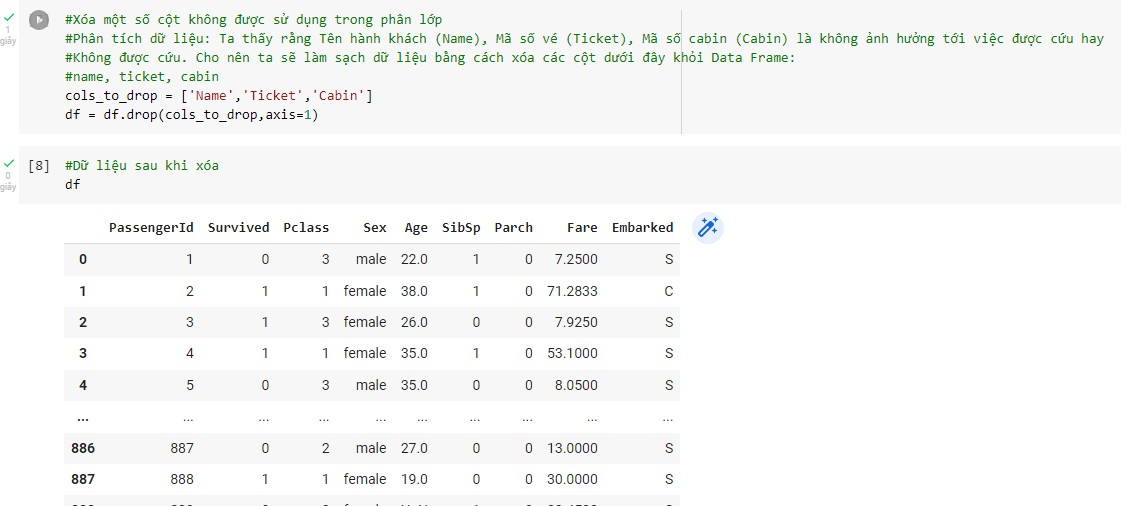 #Xóa một số cột không được sử dụng trong phân lớp
1
giây
#Phân tích dữ liệu: Ta thấy rằng Tên hành khách (Name), Mã số vé (Ticket), Mã số cabin (Cabin) là không ảnh hưởng tới việc được cứu hay
#Không được cứu. Cho nên ta sẽ làm sạch dữ liệu bằng cách xóa các cột dưới đây khỏi Data Frame:
#name, ticket, cabin
cols_to_drop = ['Name','Ticket','Cabin']
df = df.drop(cols_to_drop,axis=1)
[8] #Dữ liệu sau khi xóa
0
giây
df
PassengerId Survived Pclass Sex Age SibSp Parch Fare Embarked
0 1 0 3 male 22.0 1 0 7.2500 S
1 2 1 1 female 38.0 1 0 71.2833 C
2 3 1 3 female 26.0 0 0 7.9250 S
3 4 1 1 female 35.0 1 0 53.1000 S
4 5 0 3 male 35.0 0 0 8.0500 S
... ... ... ... ... ... ... ... ... ...
886 887 0 2 male 27.0 0 0 13.0000 S
887 888 1 1 female 19.0 0 0 30.0000 S